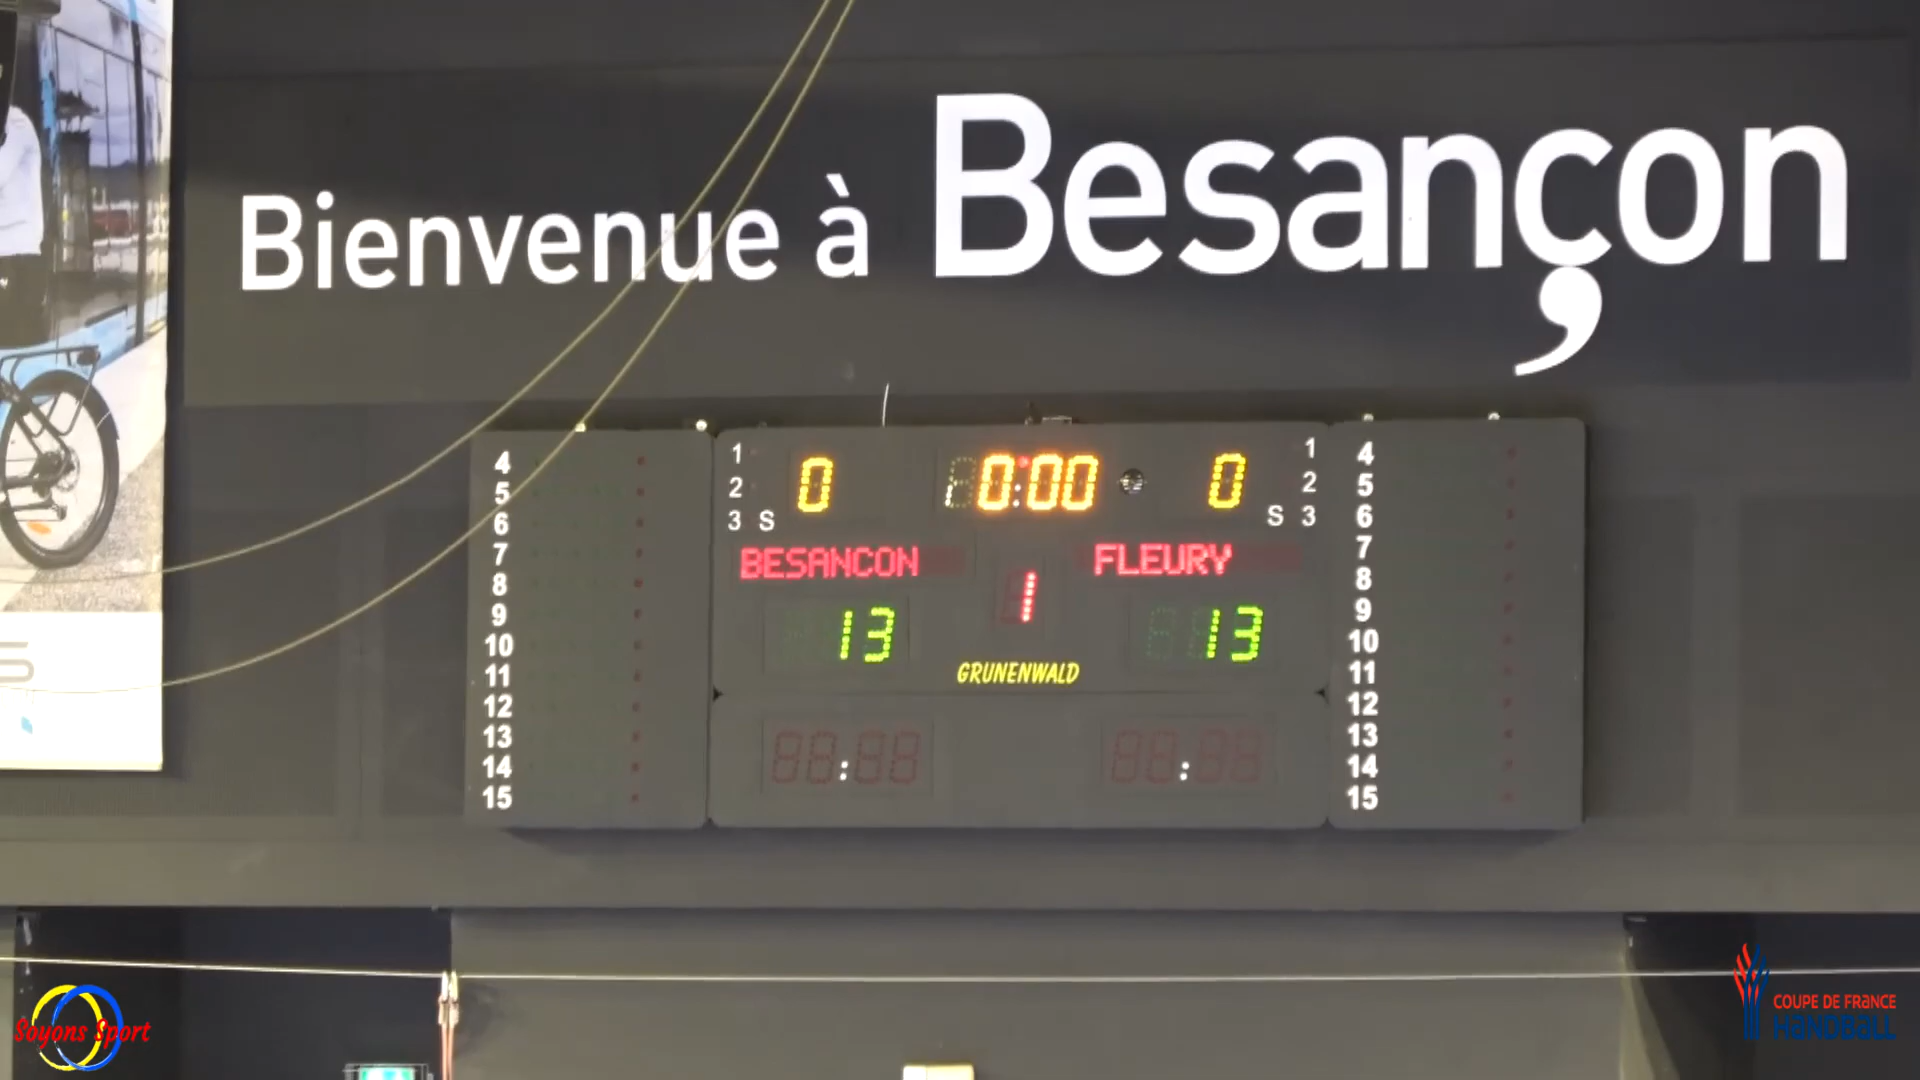 Bienvenue à Besançon
4
5
6
7
8
9
10
11
12
13
14
15
1
2
3 S
0 0:00 0
1
2
S 3
BESANCON FLEURY
13 1 13
GRUNENWALD
:
:
4
5
6
7
8
9
10
11
12
13
14
15
S
Soyons Sport
COUPE DE FRANCE
HANDBALL